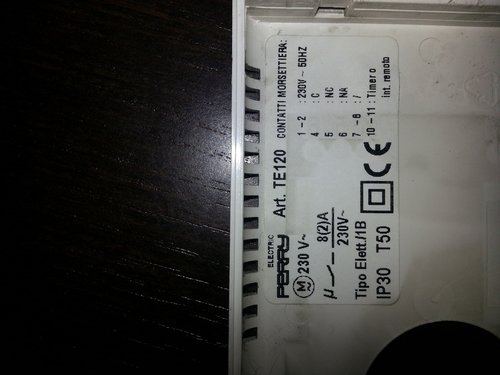 ELECTRIC
PERRY Art. TE120
M 230 V~
µ 8(2)A
230V~
Tipo Elett./1B
IP30 T50
CONTATTI MORSETTIERA:
1 - 2 : 230V ~ 50HZ
4 : C
5 : NC
6 : NA
7 - 8 : /
10 - 11 : Timer o
int. remoto
CE